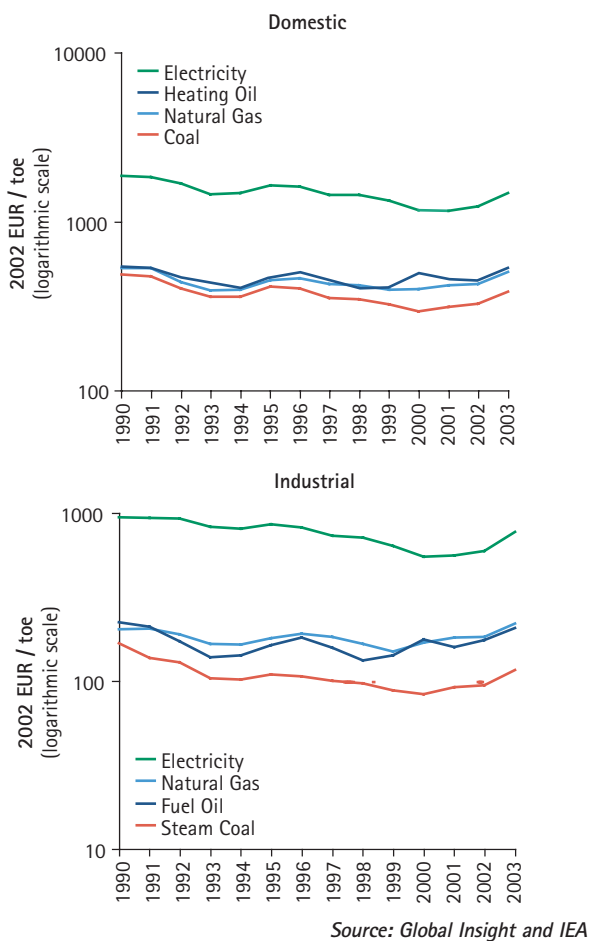 Domestic
10000
1000
100
2002 EUR / toe
(logarithmic scale)
Electricity
Heating Oil
Natural Gas
Coal
1990
1991
1992
1993
1994
1995
1996
1997
1998
1999
2000
2001
2002
2003
Industrial
1000
100
10
2002 EUR / toe
(logarithmic scale)
Electricity
Natural Gas
Fuel Oil
Steam Coal
1990
1991
1992
1993
1994
1995
1996
1997
1998
1999
2000
2001
2002
2003
Source: Global Insight and IEA